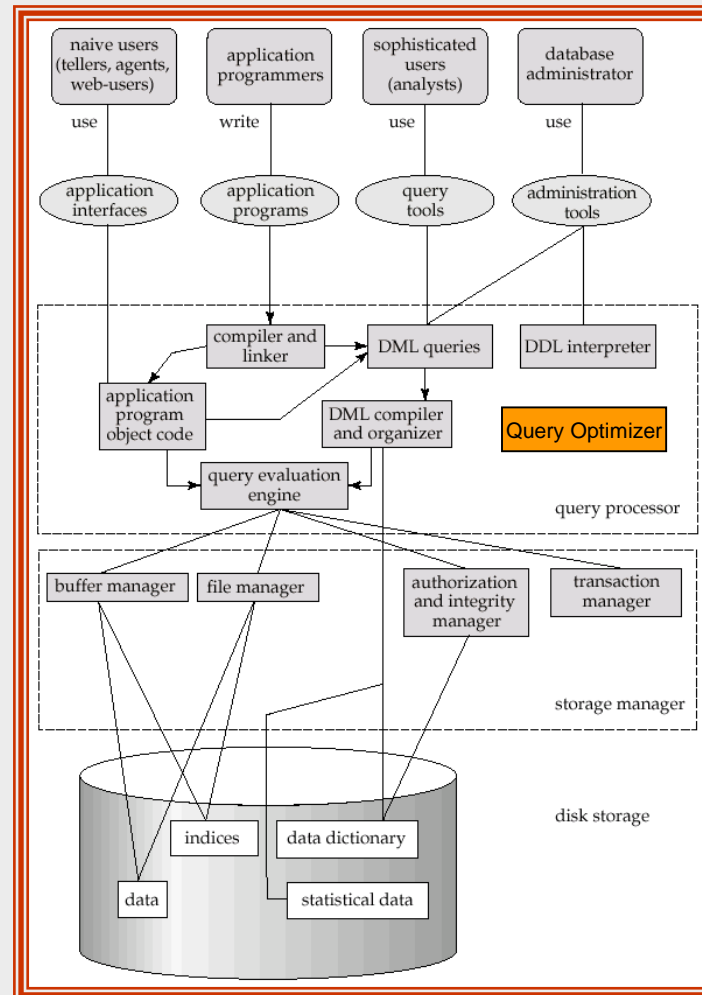 naive users
(tellers, agents,
web-users)
application
programmers
sophisticated
users
(analysts)
database
administrator
use
write
use
use
application
interfaces
application
programs
query
tools
administration
tools
compiler and
linker
DML queries
DDL interpreter
application
program
object code
DML compiler
and organizer
Query Optimizer
query evaluation
engine
query processor
buffer manager
file manager
authorization
and integrity
manager
transaction
manager
storage manager
disk storage
indices
data dictionary
data
statistical data